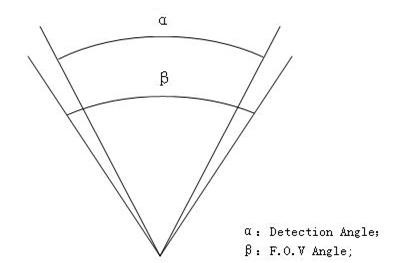 α
β
α: Detection Angle;
β: F.O.V Angle;